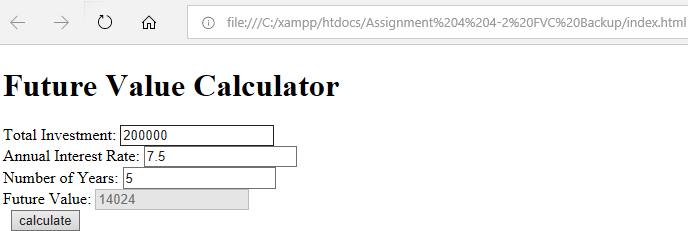 file:///C:/xampp/htdocs/Assignment%204%204-2%20FVC%20Backup/index.html
Future Value Calculator
Total Investment: 200000
Annual Interest Rate: 7.5
Number of Years: 5
Future Value: 14024
calculate